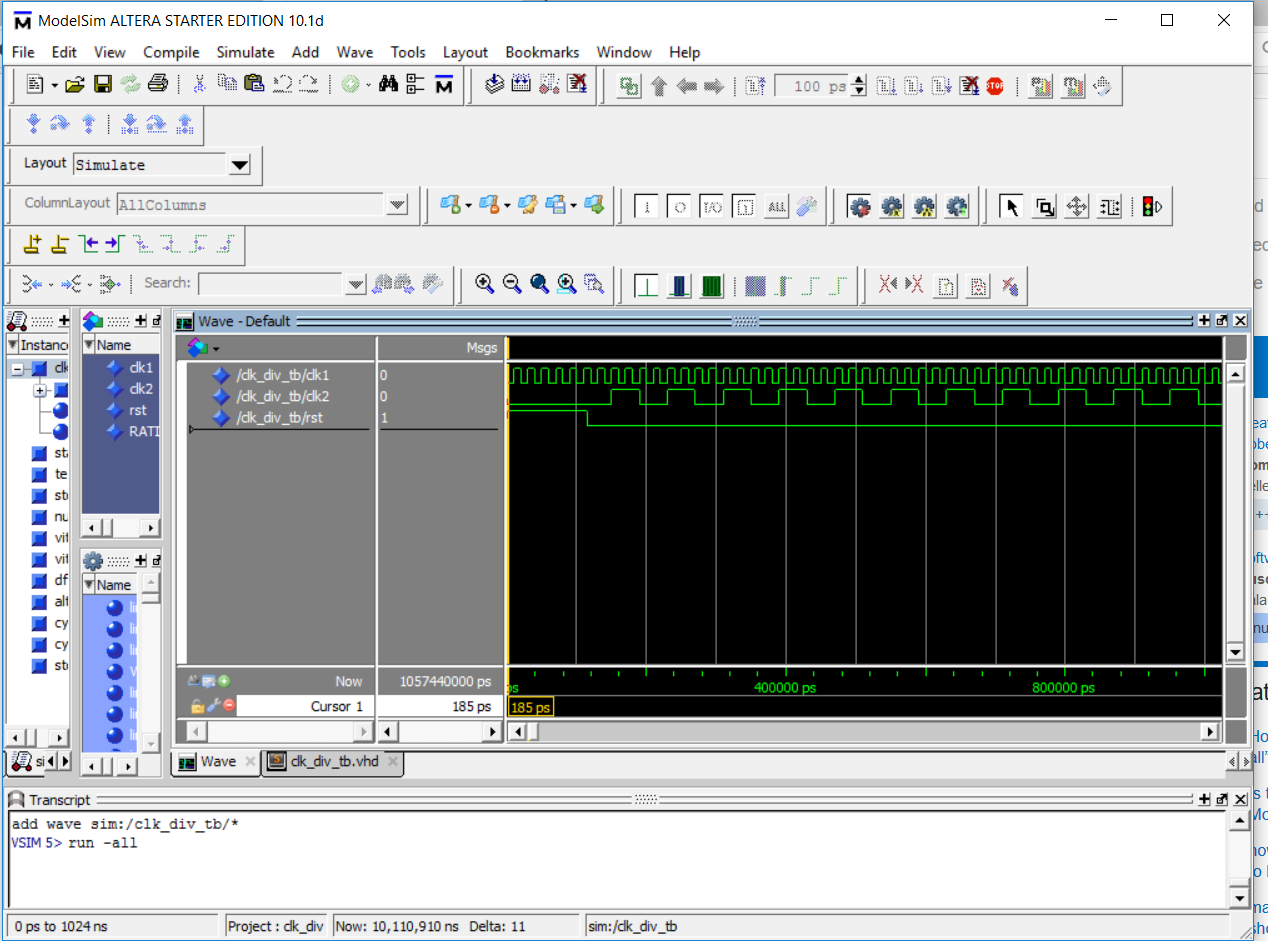 ModelSim ALTERA STARTER EDITION 10.1d
File Edit View Compile Simulate Add Wave Tools Layout Bookmarks Window Help
100 ps
Layout Simulate
ColumnLayout AllColumns
Search:
Instanc
Name
Wave - Default
Msgs
clk
clk1
clk2
rst
RATI
/clk_div_tb/clk1 0
/clk_div_tb/clk2 0
/clk_div_tb/rst 1
sta
te
st
nu
vit
vit
df
alt
cy
cy
st
Name
Now 1057440000 ps
ps 400000 ps 800000 ps
Cursor 1 185 ps
185 ps
Wave clk_div_tb.vhd
Transcript
add wave sim:/clk_div_tb/*
VSIM 5> run -all
0 ps to 1024 ns Project : clk_div Now: 10,110,910 ns Delta: 11 sim:/clk_div_tb